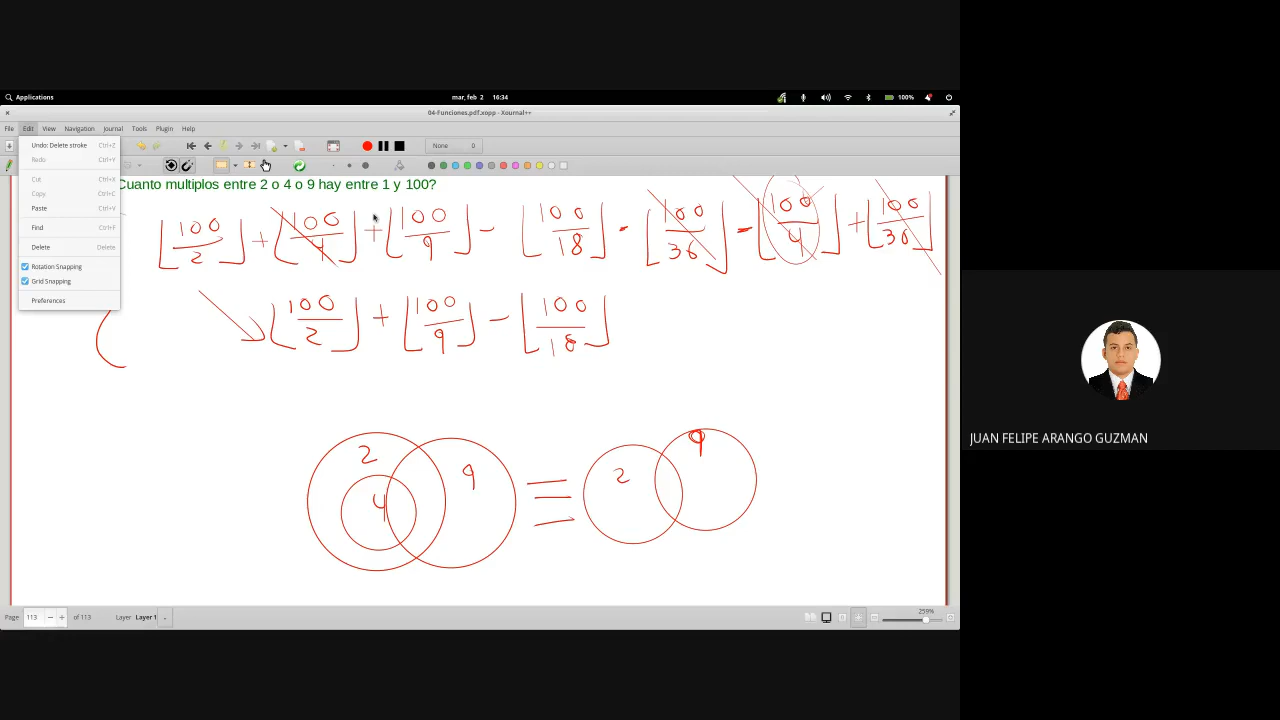 Applications mar, feb 2 16:34 100%
04-Funciones.pdf.xopp - Xournal++
File Edit View Navigation Journal Tools Plugin Help
Undo: Delete stroke Ctrl+Z
None 0
Redo Ctrl+Y
Cut Ctrl+X
Copy Ctrl+C
Paste Ctrl+V
Find Ctrl+F
Delete Delete
Rotation Snapping
Grid Snapping
Preferences
Cuanto multiplos entre 2 o 4 o 9 hay entre 1 y 100?
⌊100/2⌋ + ⌊100/4⌋ + ⌊100/9⌋ - ⌊100/18⌋ - ⌊100/36⌋ - ⌊100/4⌋ + ⌊100/36⌋
⌊100/2⌋ + ⌊100/9⌋ - ⌊100/18⌋
2 4 9 = 2 9
JUAN FELIPE ARANGO GUZMAN
Page 113 of 113 Layer Layer 1 259%